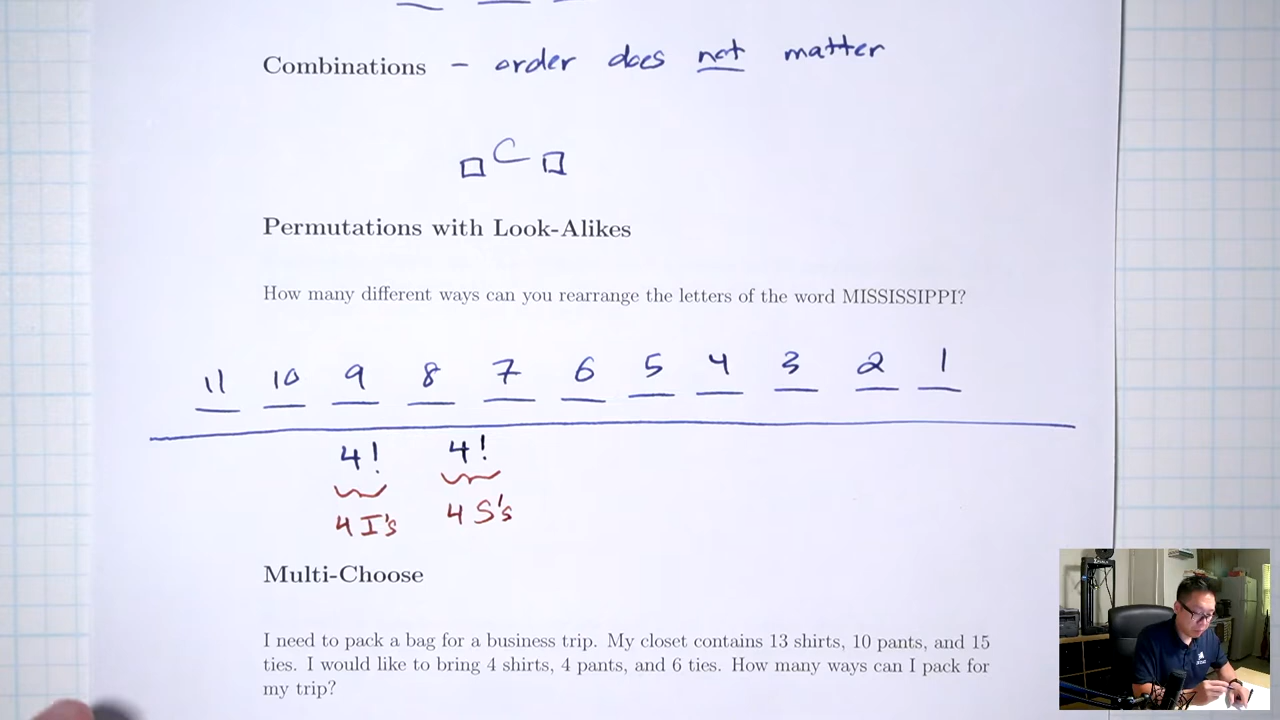 Combinations - order does not matter
□ C □
Permutations with Look-Alikes
How many different ways can you rearrange the letters of the word MISSISSIPPI?
11 10 9 8 7 6 5 4 3 2 1
4! 4!
4 I's 4 S's
Multi-Choose
I need to pack a bag for a business trip. My closet contains 13 shirts, 10 pants, and 15
ties. I would like to bring 4 shirts, 4 pants, and 6 ties. How many ways can I pack for
my trip?